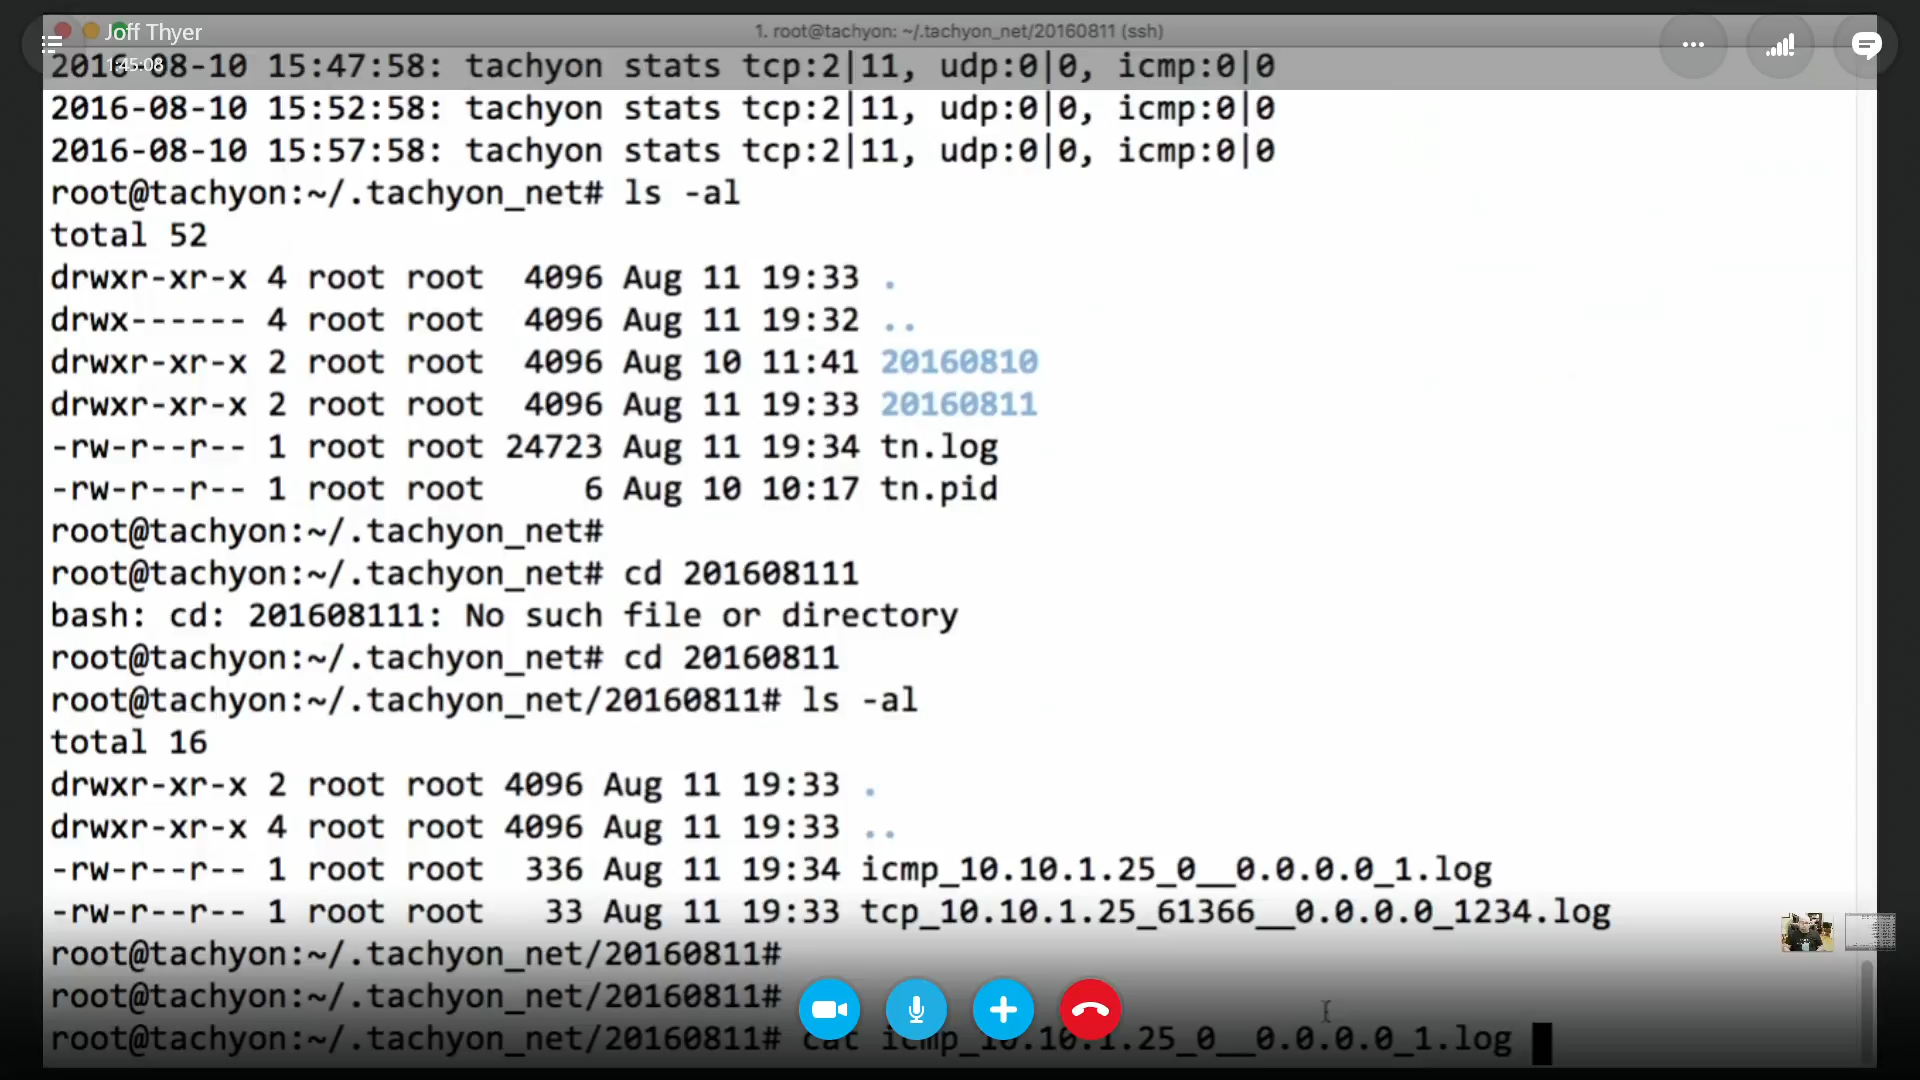 1. root@tachyon: ~/.tachyon_net/20160811 (ssh)
Joff Thyer
1:45:08
2016-08-10 15:47:58: tachyon stats tcp:2|11, udp:0|0, icmp:0|0
2016-08-10 15:52:58: tachyon stats tcp:2|11, udp:0|0, icmp:0|0
2016-08-10 15:57:58: tachyon stats tcp:2|11, udp:0|0, icmp:0|0
root@tachyon:~/.tachyon_net# ls -al
total 52
drwxr-xr-x 4 root root  4096 Aug 11 19:33 .
drwx------ 4 root root  4096 Aug 11 19:32 ..
drwxr-xr-x 2 root root  4096 Aug 10 11:41 20160810
drwxr-xr-x 2 root root  4096 Aug 11 19:33 20160811
-rw-r--r-- 1 root root 24723 Aug 11 19:34 tn.log
-rw-r--r-- 1 root root     6 Aug 10 10:17 tn.pid
root@tachyon:~/.tachyon_net#
root@tachyon:~/.tachyon_net# cd 201608111
bash: cd: 201608111: No such file or directory
root@tachyon:~/.tachyon_net# cd 20160811
root@tachyon:~/.tachyon_net/20160811# ls -al
total 16
drwxr-xr-x 2 root root 4096 Aug 11 19:33 .
drwxr-xr-x 4 root root 4096 Aug 11 19:33 ..
-rw-r--r-- 1 root root  336 Aug 11 19:34 icmp_10.10.1.25_0__0.0.0.0_1.log
-rw-r--r-- 1 root root   33 Aug 11 19:33 tcp_10.10.1.25_61366__0.0.0.0_1234.log
root@tachyon:~/.tachyon_net/20160811#
root@tachyon:~/.tachyon_net/20160811#
root@tachyon:~/.tachyon_net/20160811# cat icmp_10.10.1.25_0__0.0.0.0_1.log